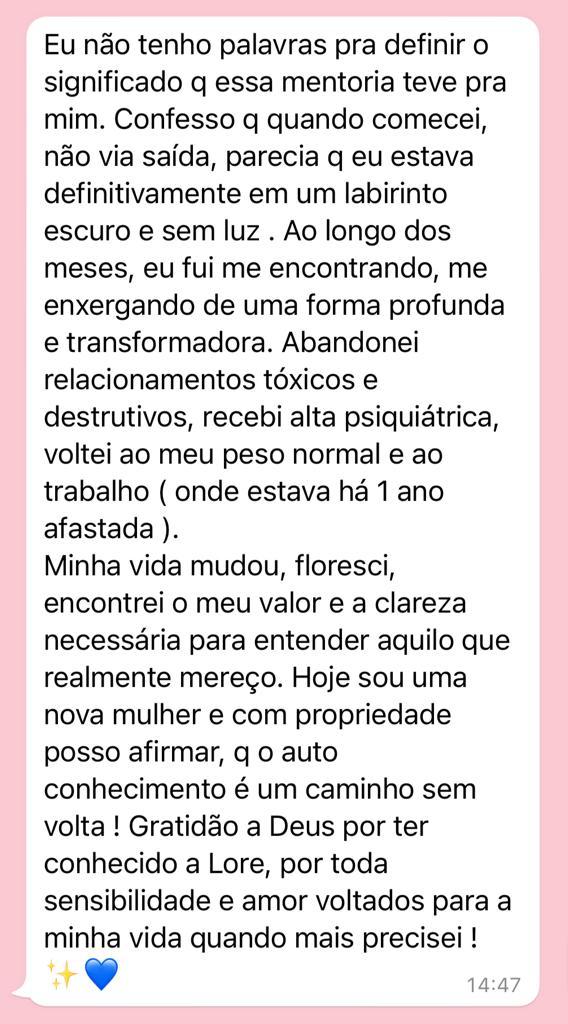 Eu não tenho palavras pra definir o
significado q essa mentoria teve pra
mim. Confesso q quando comecei,
não via saída, parecia q eu estava
definitivamente em um labirinto
escuro e sem luz . Ao longo dos
meses, eu fui me encontrando, me
enxergando de uma forma profunda
e transformadora. Abandonei
relacionamentos tóxicos e
destrutivos, recebi alta psiquiátrica,
voltei ao meu peso normal e ao
trabalho ( onde estava há 1 ano
afastada ).
Minha vida mudou, floresci,
encontrei o meu valor e a clareza
necessária para entender aquilo que
realmente mereço. Hoje sou uma
nova mulher e com propriedade
posso afirmar, q o auto
conhecimento é um caminho sem
volta ! Gratidão a Deus por ter
conhecido a Lore, por toda
sensibilidade e amor voltados para a
minha vida quando mais precisei !
✨💙
14:47